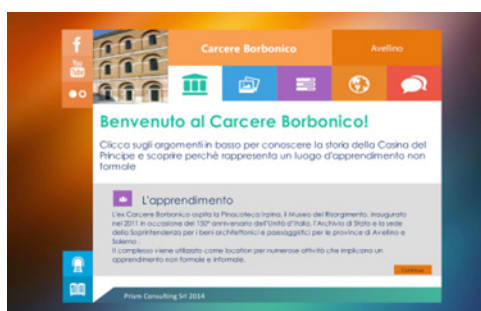 f
You
Tube
Carcere Borbonico
Avellino
Benvenuto al Carcere Borbonico!
Clicca sugli argomenti in basso per conoscere la storia della Casina del
Principe e scoprire perchè rappresenta un luogo d'apprendimento non
formale
L'apprendimento
L'ex Carcere Borbonico ospita la Pinacoteca Irpina, il Museo del Risorgimento, inaugurato
nel 2011 in occasione del 150° anniversario dell'Unità d'Italia, l'Archivio di Stato e la sede
della Soprintendenza per i beni architettonici e paesaggistici per le province di Avellino e
Salerno .
Il complesso viene utilizzato come location per numerose attività che implicano un
apprendimento non formale e informale.
Continua
Prism Consulting Srl 2014